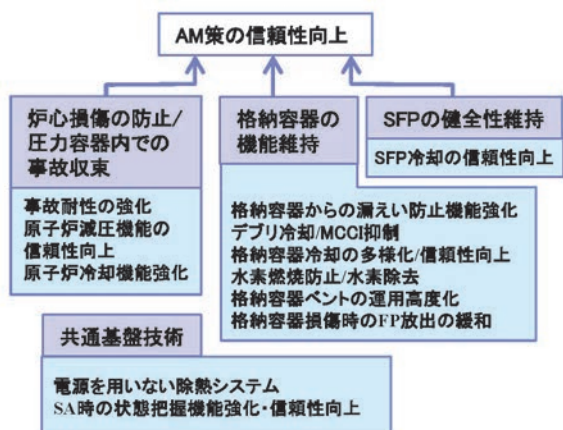 AM策の信頼性向上
炉心損傷の防止/
圧力容器内での
事故収束
事故耐性の強化
原子炉減圧機能の
信頼性向上
原子炉冷却機能強化
格納容器の
機能維持
格納容器からの漏えい防止機能強化
デブリ冷却/MCCI抑制
格納容器冷却の多様化/信頼性向上
水素燃焼防止/水素除去
格納容器ベントの運用高度化
格納容器損傷時のFP放出の緩和
SFPの健全性維持
SFP冷却の信頼性向上
共通基盤技術
電源を用いない除熱システム
SA時の状態把握機能強化・信頼性向上